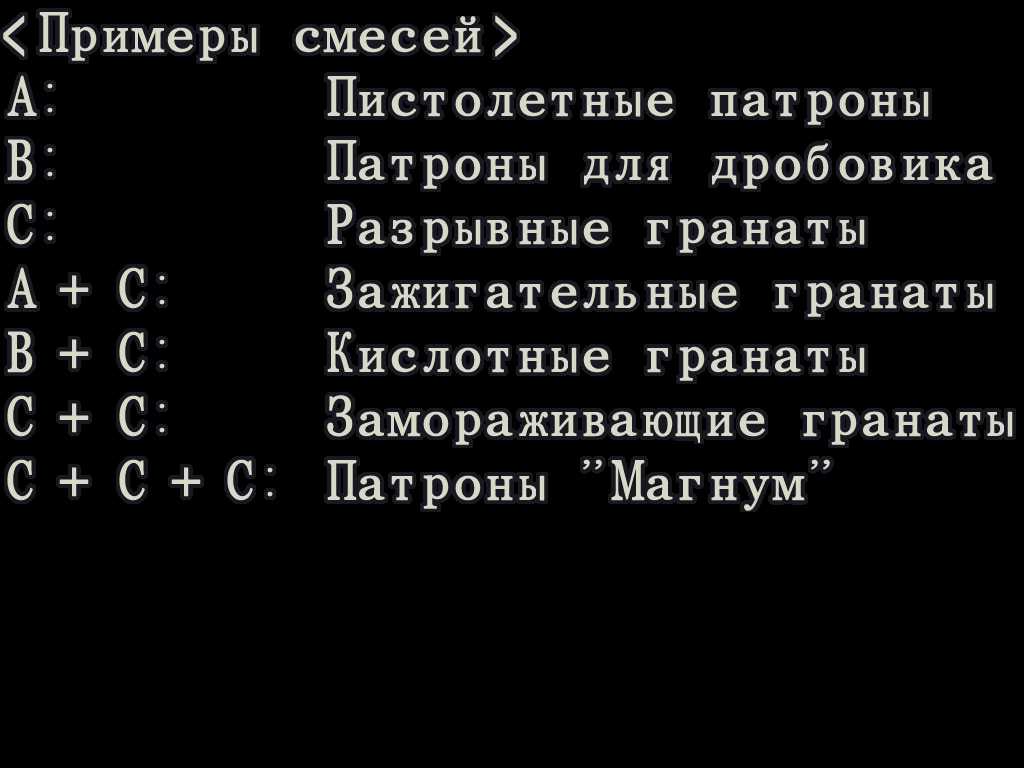 <Примеры смесей>
A: Пистолетные патроны
B: Патроны для дробовика
C: Разрывные гранаты
A + C: Зажигательные гранаты
B + C: Кислотные гранаты
C + C: Замораживающие гранаты
C + C + C: Патроны ”Магнум”